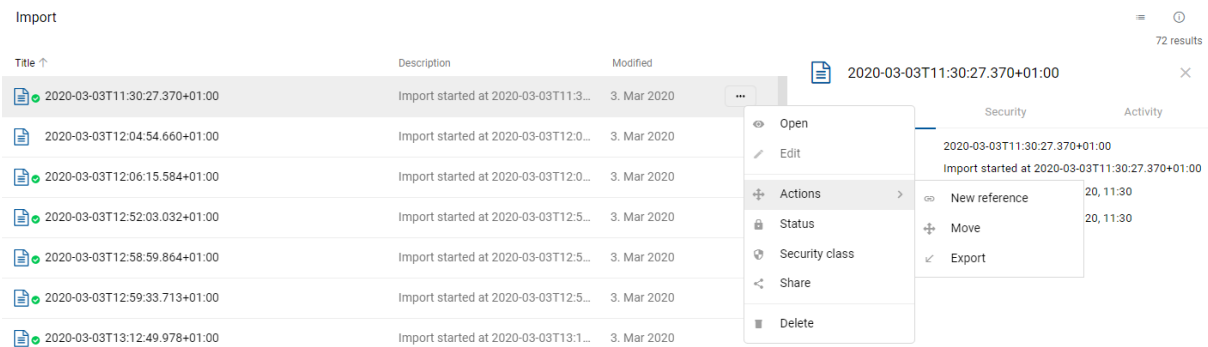 Import
72 results
Title ↑ Description Modified
2020-03-03T11:30:27.370+01:00 Import started at 2020-03-03T11:3... 3. Mar 2020 ...
2020-03-03T12:04:54.660+01:00 Import started at 2020-03-03T12:0... 3. Mar 2020
2020-03-03T12:06:15.584+01:00 Import started at 2020-03-03T12:0... 3. Mar 2020
2020-03-03T12:52:03.032+01:00 Import started at 2020-03-03T12:5... 3. Mar 2020
2020-03-03T12:58:59.864+01:00 Import started at 2020-03-03T12:5... 3. Mar 2020
2020-03-03T12:59:33.713+01:00 Import started at 2020-03-03T12:5... 3. Mar 2020
2020-03-03T13:12:49.978+01:00 Import started at 2020-03-03T13:1... 3. Mar 2020
Open
Edit
Actions
Status
Security class
Share
Delete
New reference
Move
Export
2020-03-03T11:30:27.370+01:00
Security Activity
2020-03-03T11:30:27.370+01:00
Import started at 2020-03-03T11:30:27.370+01:00
20, 11:30
20, 11:30